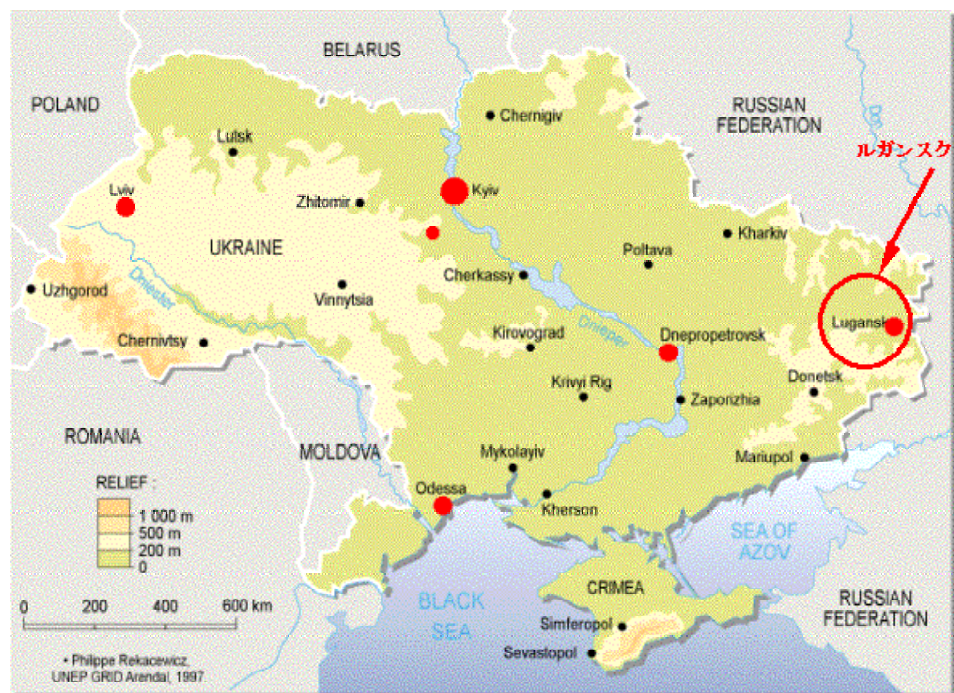 BELARUS
POLAND
RUSSIAN
FEDERATION
Chernigiv
Don
ルガンスク
Lutsk
Lviv
Kyiv
Zhitomir
Kharkiv
UKRAINE
Poltava
Cherkassy
Dniester
Uzhgorod
Vinnytsia
Dnieper
Lugansk
Kirovograd
Dnepropetrovsk
Chernivtsy
Donetsk
Krivyi Rig
Zaporizhia
ROMANIA
MOLDOVA
Mykolayiv
Mariupol
RELIEF :
Odessa
1 000 m
500 m
200 m
0
Kherson
SEA OF
AZOV
CRIMEA
BLACK
SEA
RUSSIAN
FEDERATION
0 200 400 600 km
Simferopol
Sevastopol
• Philippe Rekacewicz,
UNEP GRID Arendal, 1997